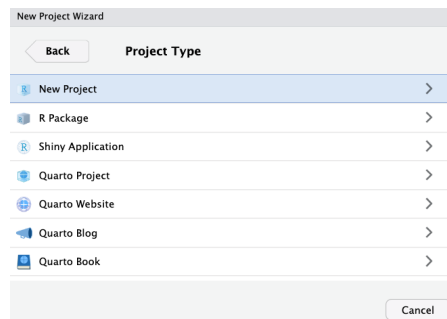 New Project Wizard
Back
Project Type
R New Project
R Package
R Shiny Application
Quarto Project
Quarto Website
Quarto Blog
Quarto Book
Cancel